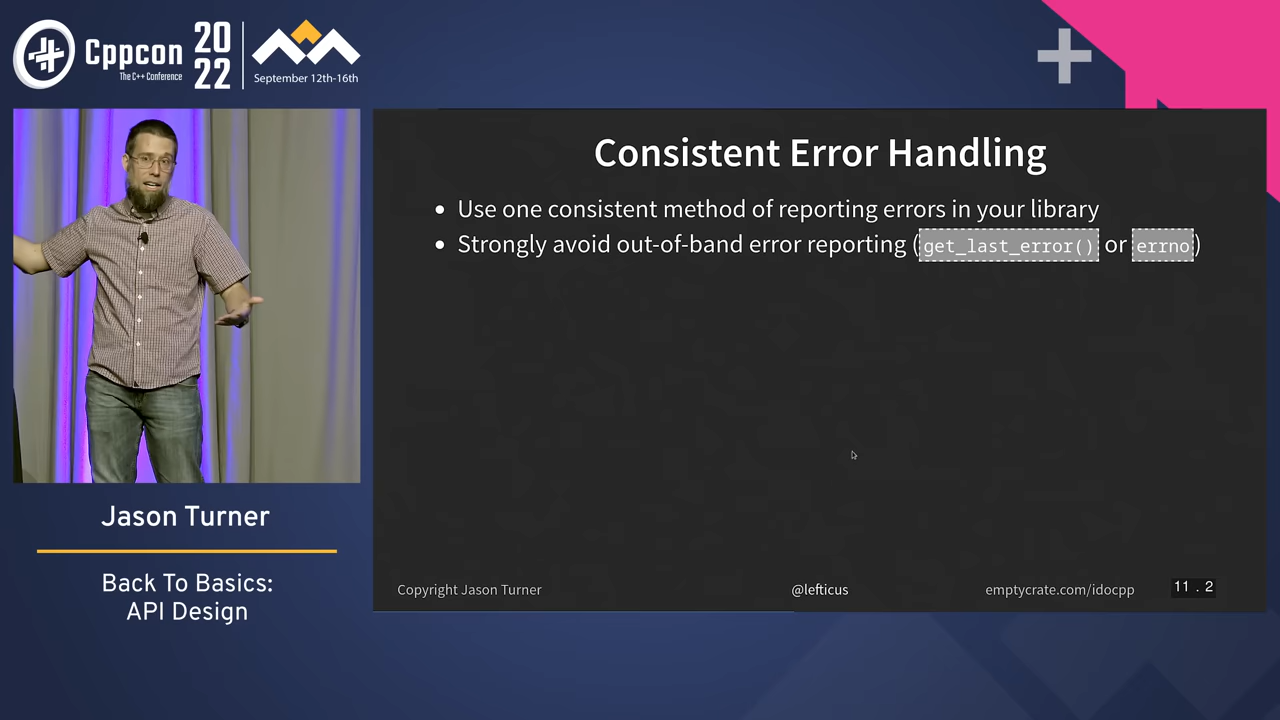 Cppcon
The C++ Conference
20
22
September 12th-16th
Consistent Error Handling
Use one consistent method of reporting errors in your library
Strongly avoid out-of-band error reporting (get_last_error() or errno)
Jason Turner
Back To Basics:
API Design
Copyright Jason Turner
@lefticus
emptycrate.com/idocpp
11 . 2